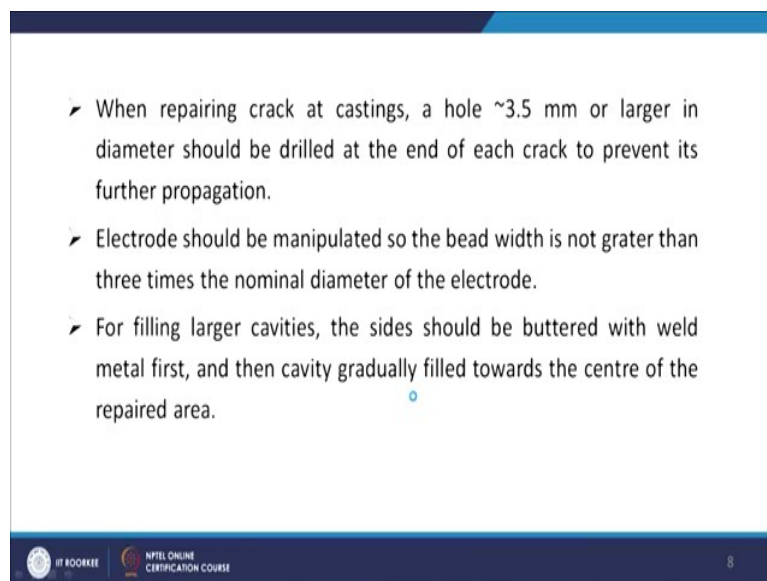 When repairing crack at castings, a hole ~3.5 mm or larger in
diameter should be drilled at the end of each crack to prevent its
further propagation.
Electrode should be manipulated so the bead width is not grater than
three times the nominal diameter of the electrode.
For filling larger cavities, the sides should be buttered with weld
metal first, and then cavity gradually filled towards the centre of the
repaired area.
IIT ROORKEE
NPTEL ONLINE
CERTIFICATION COURSE
8